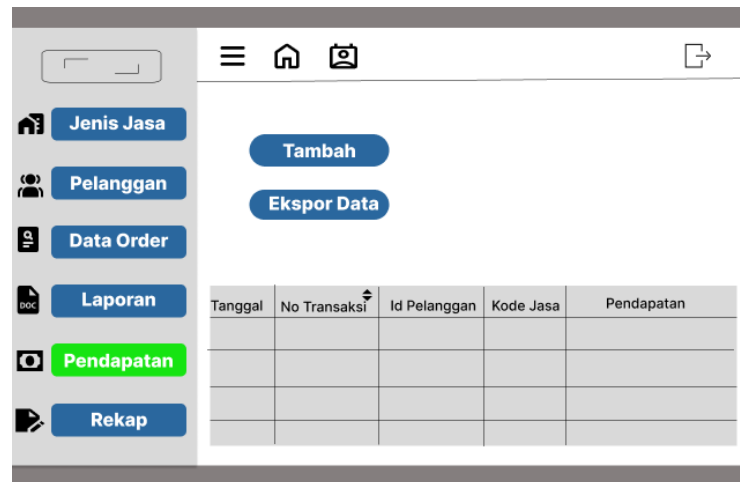 Jenis Jasa
Pelanggan
Data Order
DOC
Laporan
Pendapatan
Rekap
Tambah
Ekspor Data
Tanggal No Transaksi Id Pelanggan Kode Jasa Pendapatan